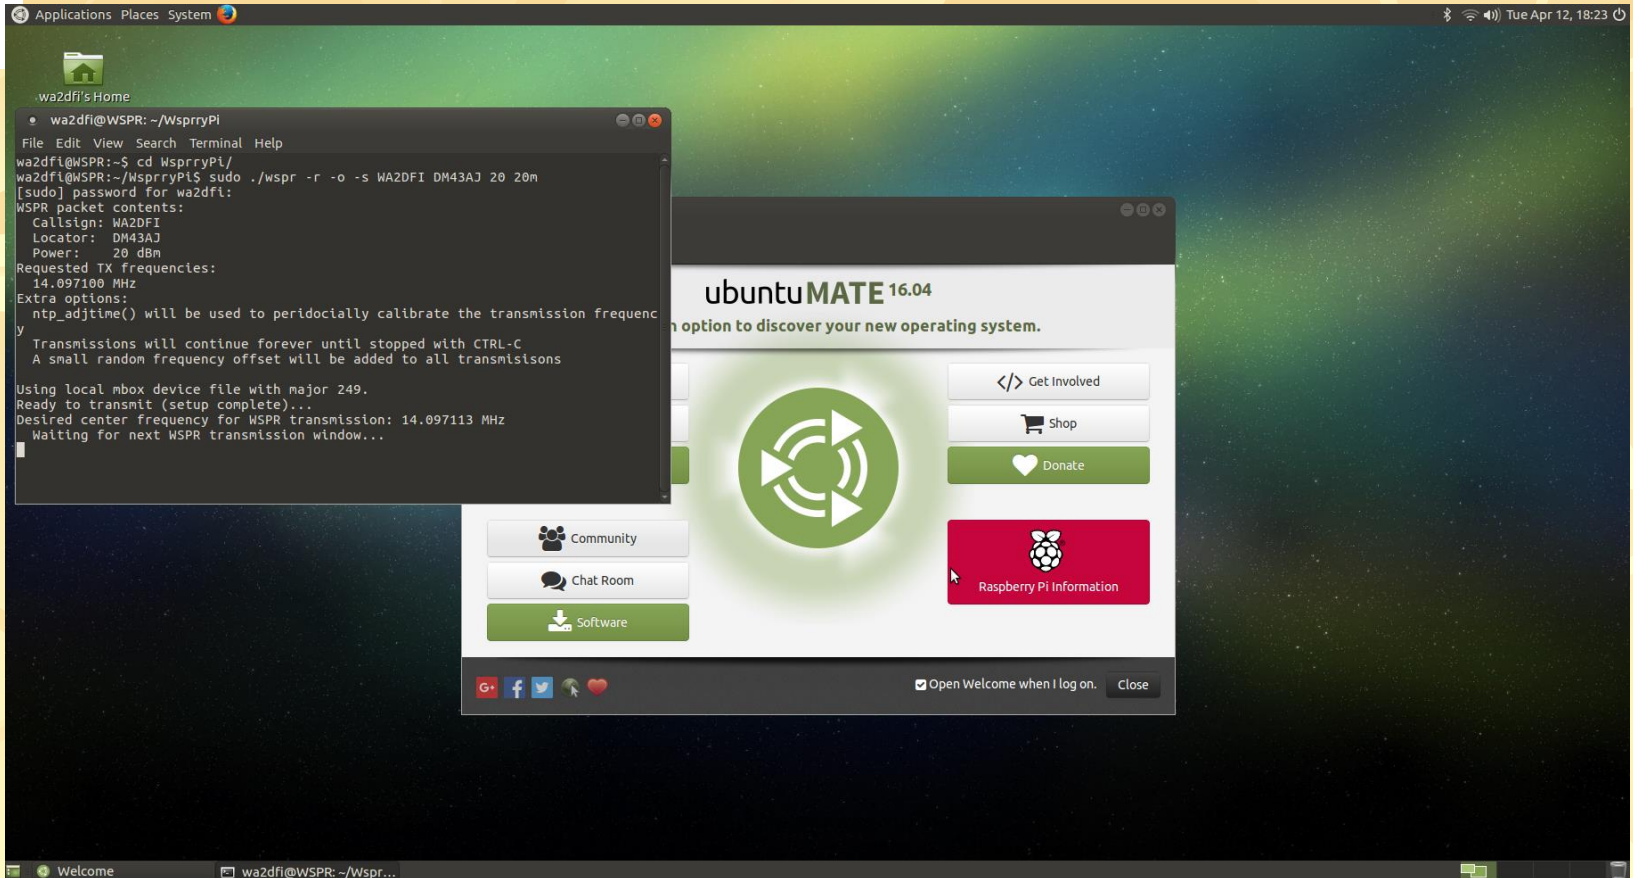 Applications Places System
Tue Apr 12, 18:23
wa2dfi's Home
wa2dfi@WSPR: ~/WsprryPi
File Edit View Search Terminal Help
wa2dfi@WSPR:~$ cd WsprryPi/
wa2dfi@WSPR:~/WsprryPi$ sudo ./wspr -r -o -s WA2DFI DM43AJ 20 20m
[sudo] password for wa2dfi:
WSPR packet contents:
Callsign: WA2DFI
Locator: DM43AJ
Power: 20 dBm
Requested TX frequencies:
14.097100 MHz
Extra options:
ntp_adjtime() will be used to peridocially calibrate the transmission frequenc
y
Transmissions will continue forever until stopped with CTRL-C
A small random frequency offset will be added to all transmisisons
Using local mbox device file with major 249.
Ready to transmit (setup complete)...
Desired center frequency for WSPR transmission: 14.097113 MHz
Waiting for next WSPR transmission window...
ubuntu MATE 16.04
n option to discover your new operating system.
</> Get Involved
Shop
Donate
Community
Chat Room
Software
Raspberry Pi Information
G+ f
Open Welcome when I log on. Close
Welcome
wa2dfi@WSPR: ~/Wspr...